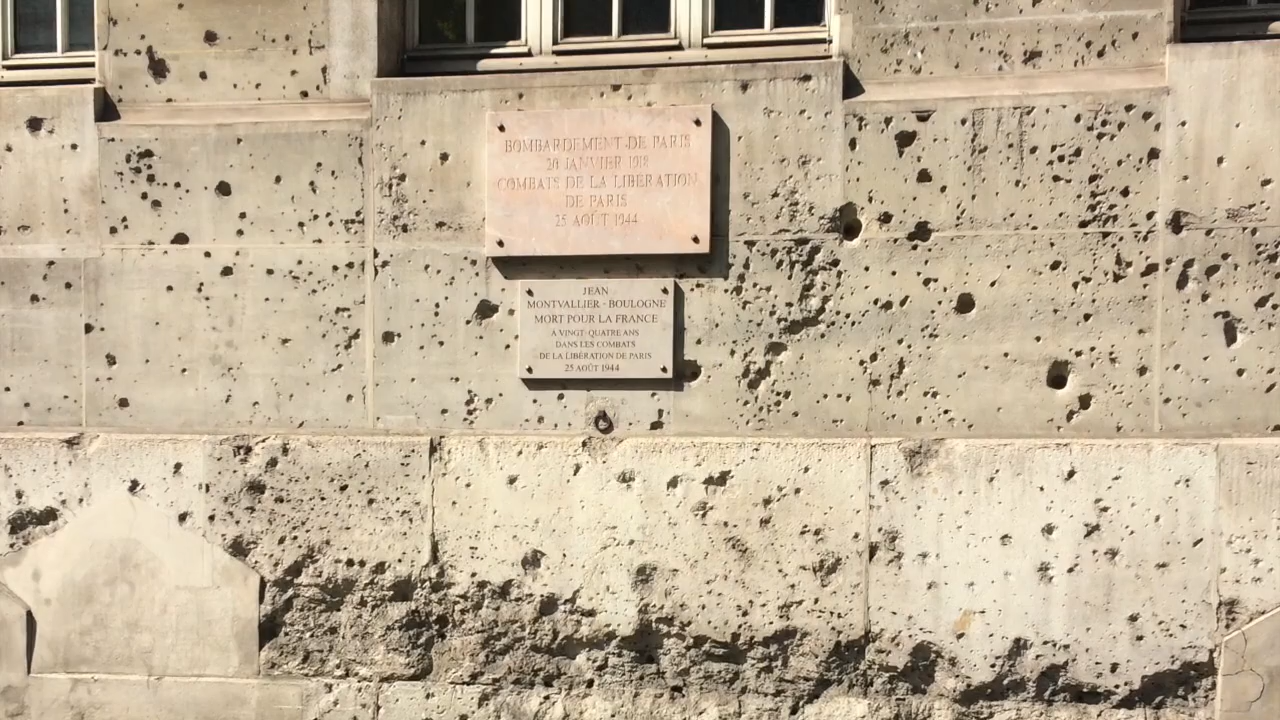 BOMBARDEMENT DE PARIS
20 JANVIER 1918
COMBATS DE LA LIBERATION
DE PARIS
25 AOÛT 1944
JEAN
MONTVALLIER - BOULOGNE
MORT POUR LA FRANCE
À VINGT-QUATRE ANS
DANS LES COMBATS
DE LA LIBÉRATION DE PARIS
25 AOÛT 1944